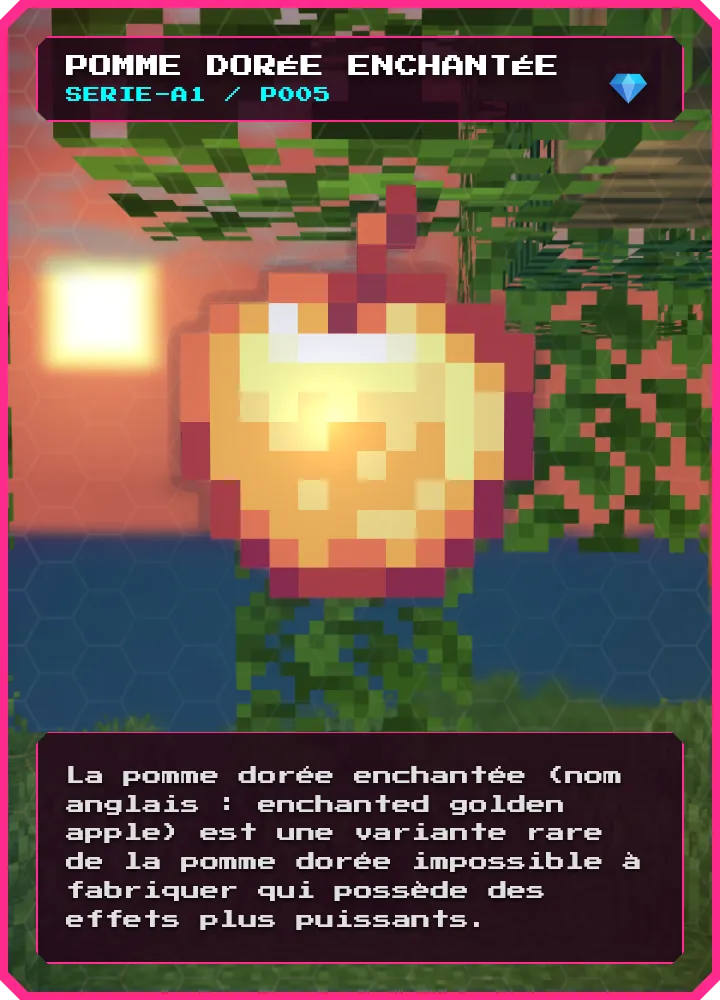 POMME DORéE ENCHANTéE
SERIE-A1 / P005
La pomme dorée enchantée (nom
anglais : enchanted golden
apple) est une variante rare
de la pomme dorée impossible à
fabriquer qui possède des
effets plus puissants.